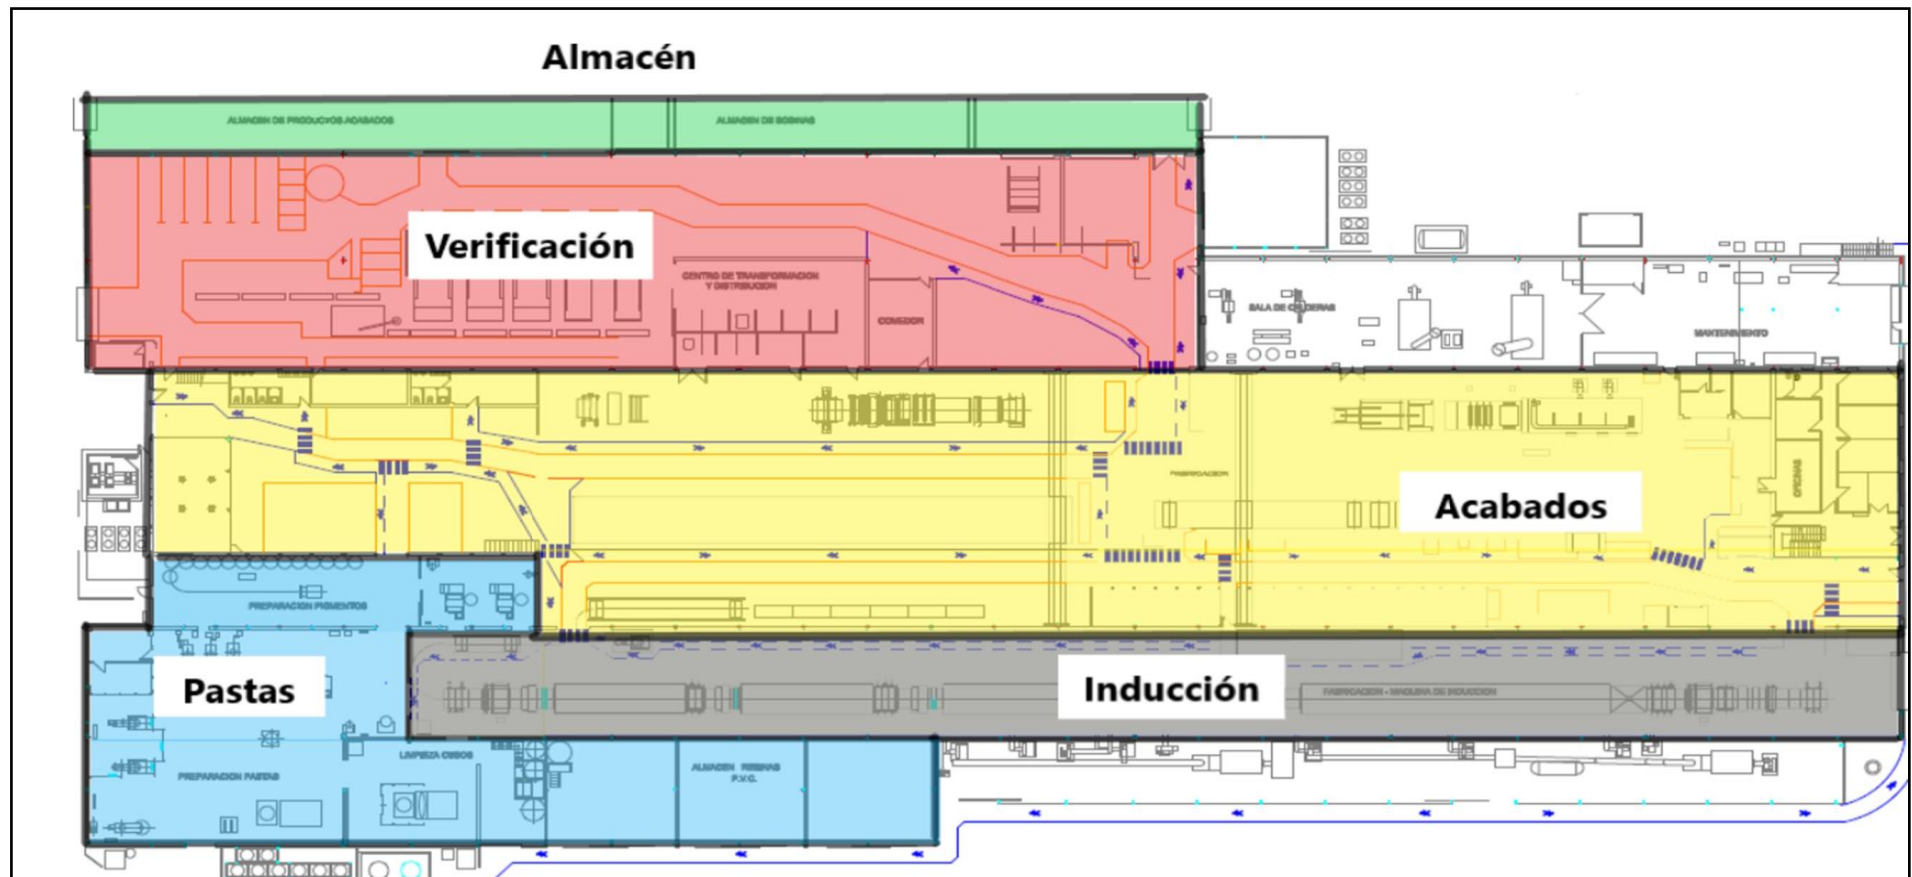 Almacén
ALMACEN DE PRODUCTOS ACABADOS
ALMACEN DE BOBINAS
Verificación
CENTRO DE TRANSFORMACION
Y DISTRIBUCION
COMEDOR
SALA DE CALDERAS
MANTENIMIENTO
FABRICACION
OFICINAS
Acabados
PREPARACION PIGMENTOS
Pastas
Inducción
FABRICACION - MAQUINA DE INDUCCION
LIMPIEZA CUBOS
PREPARACION PASTAS
ALMACEN RESINAS
P.V.C.